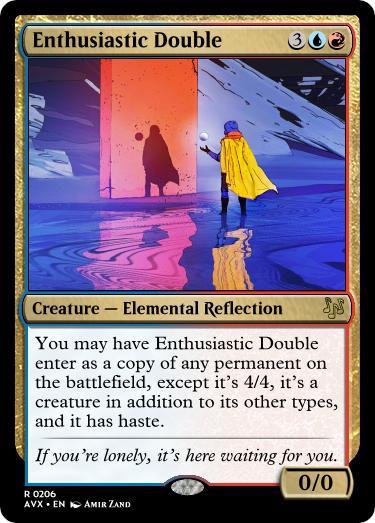 Enthusiastic Double 3
Creature — Elemental Reflection
You may have Enthusiastic Double
enter as a copy of any permanent on
the battlefield, except it's 4/4, it's a
creature in addition to its other types,
and it has haste.
If you're lonely, it's here waiting for you.
0/0
R 0206
AVX • EN Amir Zand